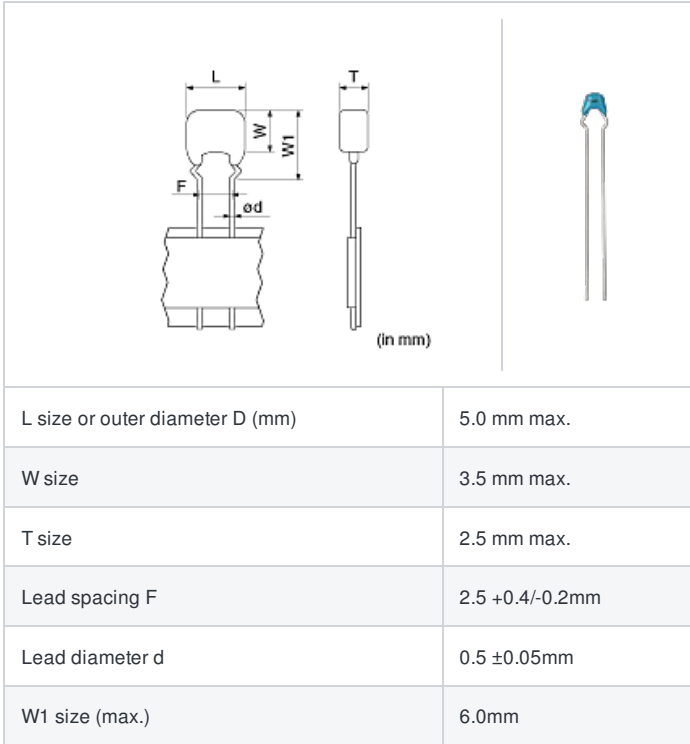 L
T
W
W1
F
ød
(in mm)
L size or outer diameter D (mm) 5.0 mm max.
W size 3.5 mm max.
T size 2.5 mm max.
Lead spacing F 2.5 +0.4/-0.2mm
Lead diameter d 0.5 ±0.05mm
W1 size (max.) 6.0mm